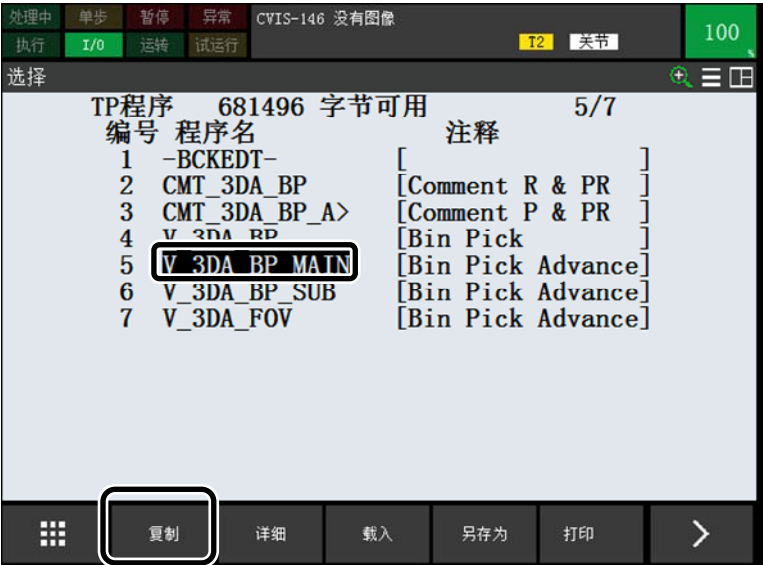 处理中 单步 暂停 异常 CVIS-146 没有图像
执行 I/0 运转 试运行 T2 关节 100 %
选择
TP程序 681496 字节可用 5/7
编号 程序名 注释
1 -BCKEDT- [ ]
2 CMT_3DA_BP [Comment R & PR ]
3 CMT_3DA_BP_A> [Comment P & PR ]
4 V_3DA_BP [Bin Pick ]
5 V_3DA_BP_MAIN [Bin Pick Advance]
6 V_3DA_BP_SUB [Bin Pick Advance]
7 V_3DA_FOV [Bin Pick Advance]
复制 详细 载入 另存为 打印 >